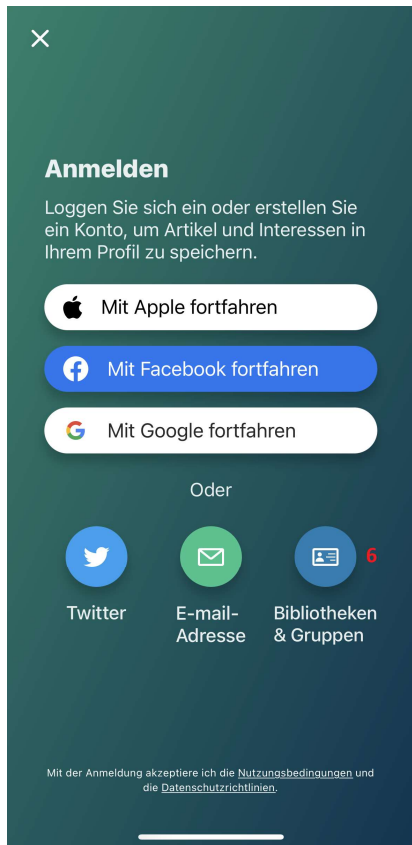 Anmelden
Loggen Sie sich ein oder erstellen Sie
ein Konto, um Artikel und Interessen in
Ihrem Profil zu speichern.
Mit Apple fortfahren
Mit Facebook fortfahren
Mit Google fortfahren
Oder
6
Twitter
E-mail-
Adresse
Bibliotheken
& Gruppen
Mit der Anmeldung akzeptiere ich die Nutzungsbedingungen und
die Datenschutzrichtlinien.